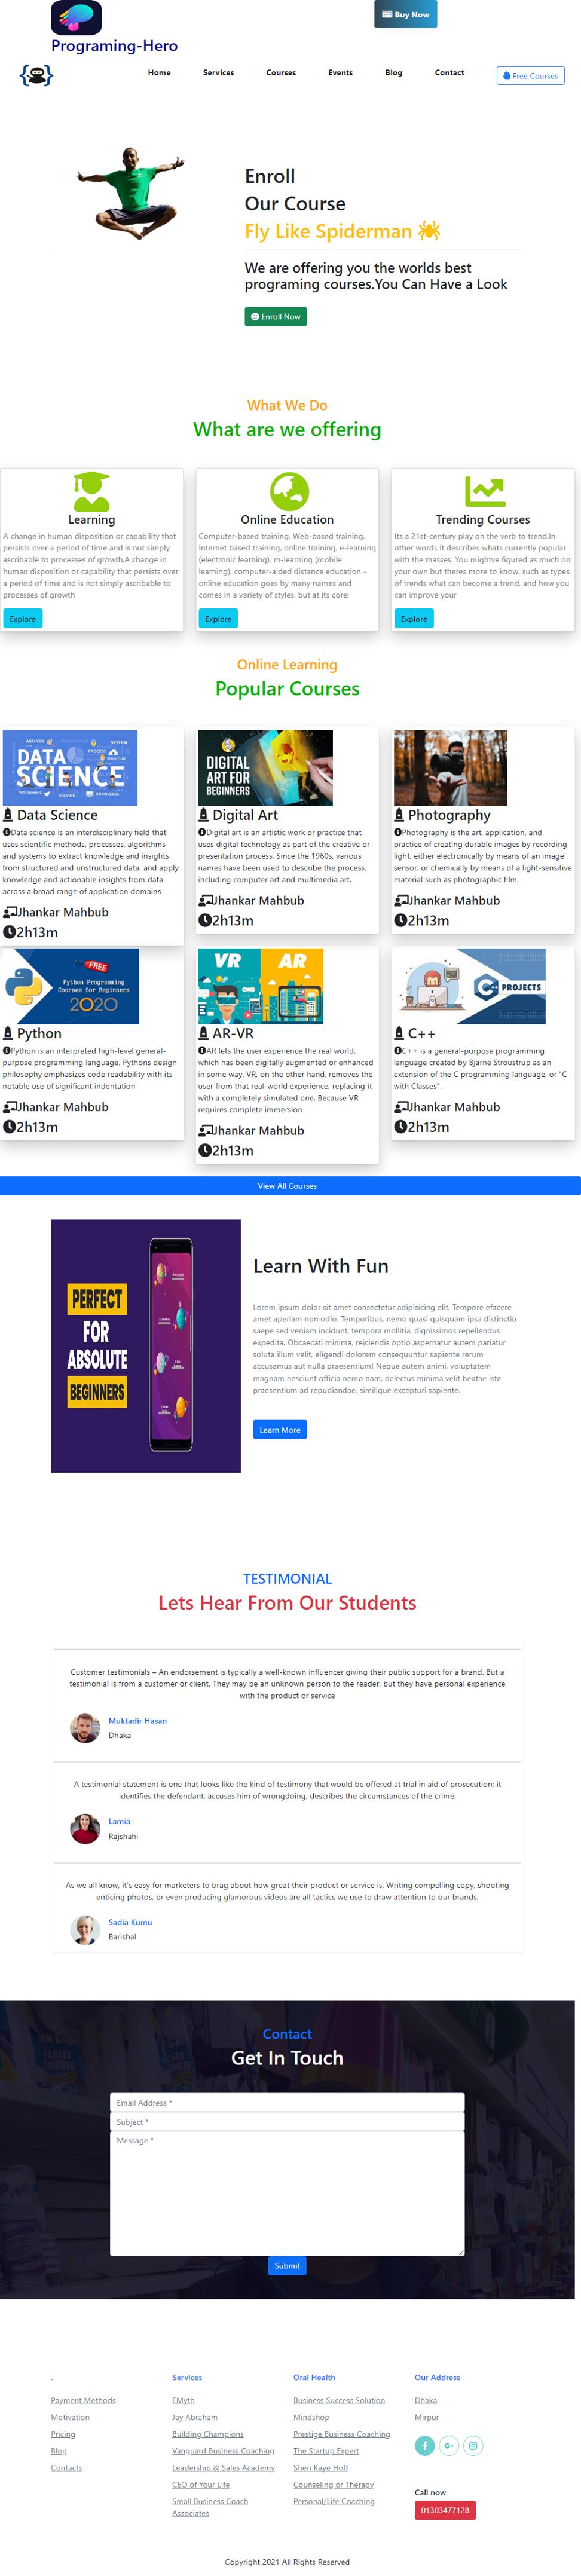 Buy Now
Programing-Hero
Home Services Courses Events Blog Contact Free Courses
Enroll
Our Course
Fly Like Spiderman
We are offering you the worlds best
programing courses.You Can Have a Look
Enroll Now
What We Do
What are we offering
Learning
A change in human disposition or capability that
persists over a period of time and is not simply
ascribable to processes of growth.A change in
human disposition or capability that persists over
a period of time and is not simply ascribable to
processes of growth
Explore
Online Education
Computer-based training, Web-based training,
Internet based training, online training, e-learning
(electronic learning), m-learning (mobile
learning), computer-aided distance education -
online education goes by many names and
comes in a variety of styles, but at its core:
Explore
Trending Courses
Its a 21st-century play on the verb to trend.In
other words it describes whats currently popular
with the masses. You mightve figured as much on
your own but theres more to know, such as types
of trends what can become a trend, and how you
can improve your
Explore
Online Learning
Popular Courses
DATA
SCIENCE
Data Science
Data science is an interdisciplinary field that
uses scientific methods, processes, algorithms
and systems to extract knowledge and insights
from structured and unstructured data, and apply
knowledge and actionable insights from data
across a broad range of application domains
Jhankar Mahbub
2h13m
DIGITAL
ART FOR
BEGINNERS
Digital Art
Digital art is an artistic work or practice that
uses digital technology as part of the creative or
presentation process. Since the 1960s, various
names have been used to describe the process,
including computer art and multimedia art.
Jhankar Mahbub
2h13m
Photography
Photography is the art, application, and
practice of creating durable images by recording
light, either electronically by means of an image
sensor, or chemically by means of a light-sensitive
material such as photographic film.
Jhankar Mahbub
2h13m
FREE
Python Programming
Courses for Beginners
2020
Python
Python is an interpreted high-level general-
purpose programming language. Pythons design
philosophy emphasizes code readability with its
notable use of significant indentation
Jhankar Mahbub
2h13m
VR AR
AR-VR
AR lets the user experience the real world,
which has been digitally augmented or enhanced
in some way. VR, on the other hand, removes the
user from that real-world experience, replacing it
with a completely simulated one. Because VR
requires complete immersion
Jhankar Mahbub
2h13m
C++ PROJECTS
C++
C++ is a general-purpose programming
language created by Bjarne Stroustrup as an
extension of the C programming language, or "C
with Classes".
Jhankar Mahbub
2h13m
View All Courses
PERFECT
FOR
ABSOLUTE
BEGINNERS
Learn With Fun
Lorem ipsum dolor sit amet consectetur adipisicing elit. Tempore efacere
amet aperiam non odio. Temporibus, nemo quasi quisquam ipsa distinctio
saepe sed veniam incidunt, tempora mollitia, dignissimos repellendus
expedita. Obcaecati minima, reiciendis optio aspernatur autem pariatur
soluta illum velit, eligendi dolorem consequuntur sapiente rerum
accusamus aut nulla praesentium! Neque autem animi, voluptatem
magnam nesciunt officia nemo nam, delectus minima velit beatae iste
praesentium ad repudiandae, similique excepturi sapiente.
Learn More
TESTIMONIAL
Lets Hear From Our Students
Customer testimonials – An endorsement is typically a well-known influencer giving their public support for a brand. But a
testimonial is from a customer or client. They may be an unknown person to the reader, but they have personal experience
with the product or service
Muktadir Hasan
Dhaka
A testimonial statement is one that looks like the kind of testimony that would be offered at trial in aid of prosecution: it
identifies the defendant, accuses him of wrongdoing, describes the circumstances of the crime.
Lamia
Rajshahi
As we all know, it's easy for marketers to brag about how great their product or service is. Writing compelling copy, shooting
enticing photos, or even producing glamorous videos are all tactics we use to draw attention to our brands.
Sadia Kumu
Barishal
Contact
Get In Touch
Email Address *
Subject *
Message *
Submit
.
Payment Methods
Motivation
Pricing
Blog
Contacts
Services
EMyth
Jay Abraham
Building Champions
Vanguard Business Coaching
Leadership & Sales Academy
CEO of Your Life
Small Business Coach
Associates
Oral Health
Business Success Solution
Mindshop
Prestige Business Coaching
The Startup Expert
Sheri Kaye Hoff
Counseling or Therapy
Personal/Life Coaching
Our Address
Dhaka
Mirpur
Call now
01303477128
Copyright 2021 All Rights Reserved